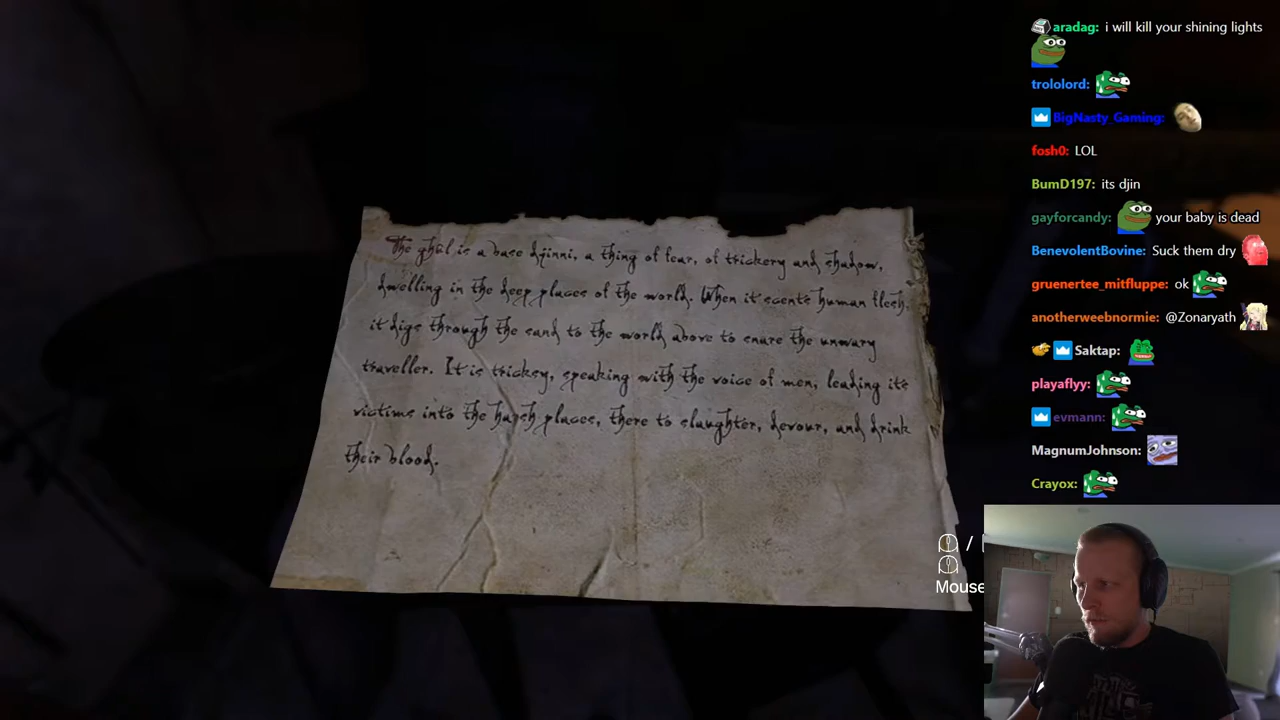 The ghul is a base djinni, a thing of fear, of trickery and shadow,
dwelling in the deep places of the world. When it scents human flesh,
it digs through the sand to the world above to snare the unwary
traveller. It is tricksy, speaking with the voice of men, leading its
victims into the harsh places, there to slaughter, devour, and drink
their blood.
/
Mouse
aradag: i will kill your shining lights
trololord:
BigNasty_Gaming:
fosh0: LOL
BumD197: its djin
gayforcandy: your baby is dead
BenevolentBovine: Suck them dry
gruenertee_mitfluppe: ok
anotherweebnormie: @Zonaryath
Saktap:
playaflyy:
evmann:
MagnumJohnson:
Crayox: